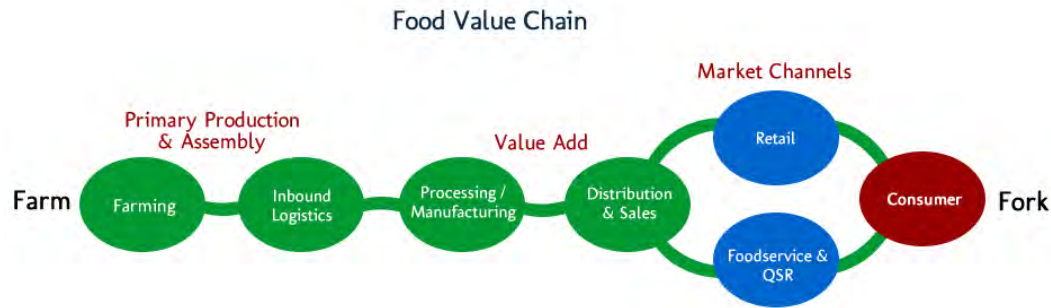 Food Value Chain
Market Channels
Primary Production
& Assembly
Value Add
Retail
Farm
Farming
Inbound
Logistics
Processing /
Manufacturing
Distribution
& Sales
Consumer
Fork
Foodservice &
QSR